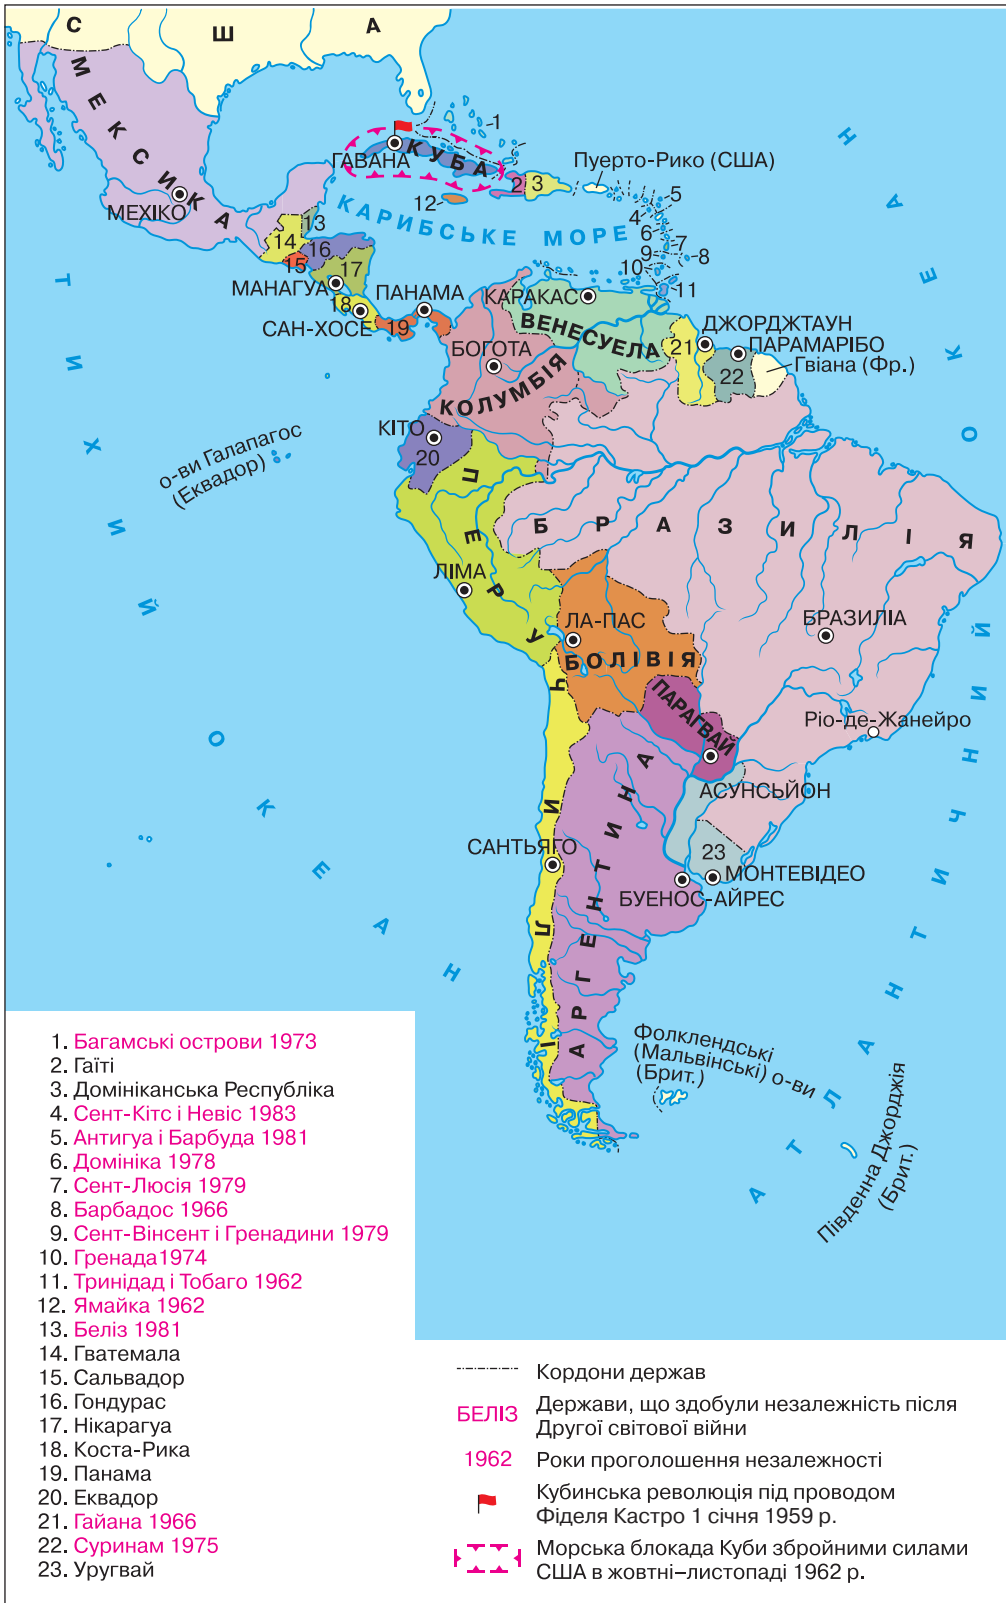 США
МЕКСИКА
1
ГАВАНА
КУБА
Пуерто-Рико (США)
2
3
МЕХІКО
12
5
4
КАРИБСЬКЕ МОРЕ
13
14
16
6
7
15
17
9
8
10
МАНАГУА
ПАНАМА
КАРАКАС
11
18
САН-ХОСЕ
19
ВЕНЕСУЕЛА
ДЖОРДЖТАУН
21
ПАРАМАРІБО
БОГОТА
22
Гвіана (Фр.)
КОЛУМБІЯ
КІТО
20
о-ви Галапагос
(Еквадор)
ПЕРУ
БРАЗИЛІЯ
ЛІМА
ЛА-ПАС
БРАЗИЛІА
БОЛІВІЯ
ПАРАГВАЙ
Ріо-де-Жанейро
АСУНСЬЙОН
ЧИЛІ
АРГЕНТИНА
САНТЬЯГО
23
МОНТЕВІДЕО
БУЕНОС-АЙРЕС
ТИХИЙ ОКЕАН
АТЛАНТИЧНИЙ ОКЕАН
Фолклендські
(Мальвінські) о-ви
(Брит.)
Південна Джорджія
(Брит.)
1. Багамські острови 1973
2. Гаїті
3. Домініканська Республіка
4. Сент-Кітс і Невіс 1983
5. Антигуа і Барбуда 1981
6. Домініка 1978
7. Сент-Люсія 1979
8. Барбадос 1966
9. Сент-Вінсент і Гренадини 1979
10. Гренада1974
11. Тринідад і Тобаго 1962
12. Ямайка 1962
13. Беліз 1981
14. Гватемала
15. Сальвадор
16. Гондурас
17. Нікарагуа
18. Коста-Рика
19. Панама
20. Еквадор
21. Гайана 1966
22. Суринам 1975
23. Уругвай
Кордони держав
БЕЛІЗ Держави, що здобули незалежність після
Другої світової війни
1962 Роки проголошення незалежності
Кубинська революція під проводом
Фіделя Кастро 1 січня 1959 р.
Морська блокада Куби збройними силами
США в жовтні–листопаді 1962 р.